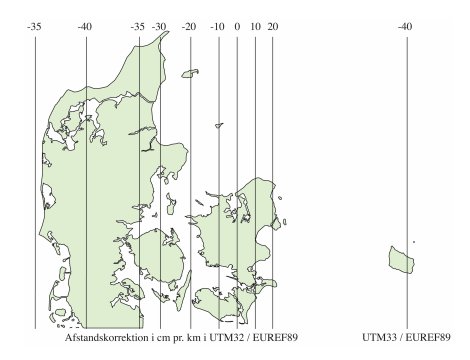 -35 -40 -35 -30 -20 -10 0 10 20 -40
Afstandskorrektion i cm pr. km i UTM32 / EUREF89 UTM33 / EUREF89